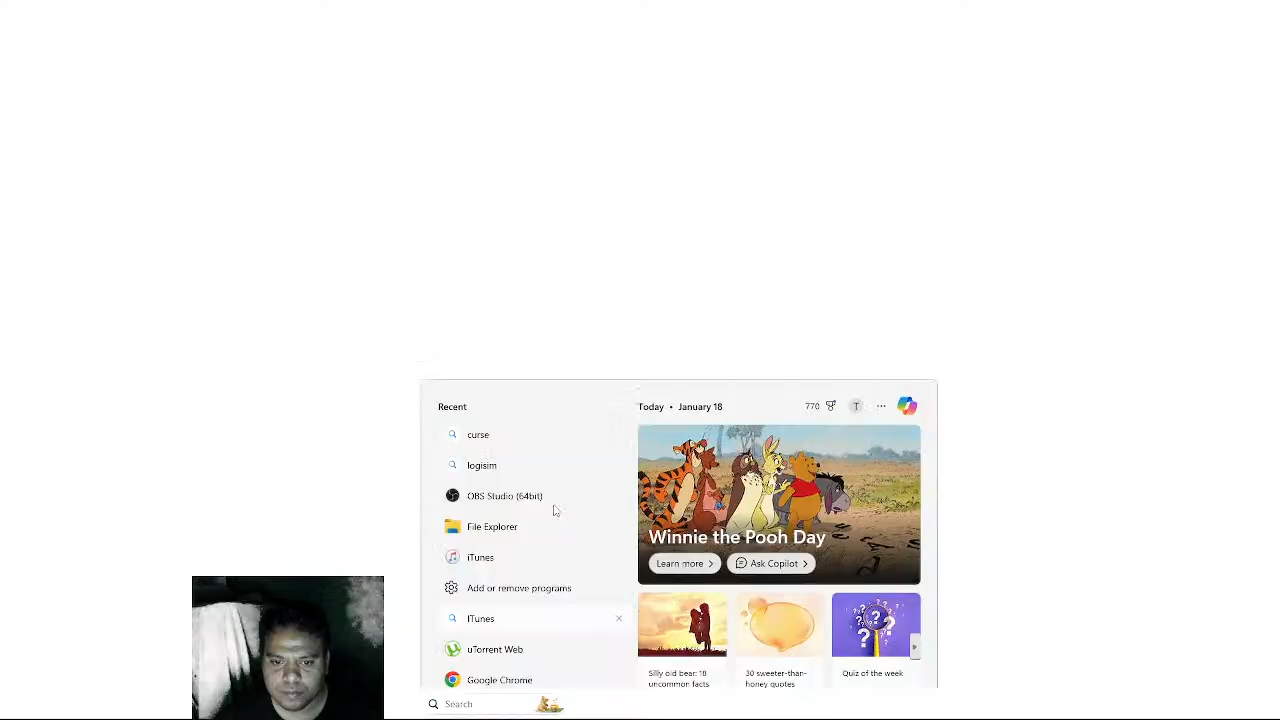 Recent
curse
logisim
OBS Studio (64bit)
File Explorer
iTunes
Add or remove programs
ITunes
uTorrent Web
Google Chrome
Search
Today • January 18
770
T
Winnie the Pooh Day
Learn more
Ask Copilot
Silly old bear: 18
uncommon facts
30 sweeter-than-
honey quotes
Quiz of the week